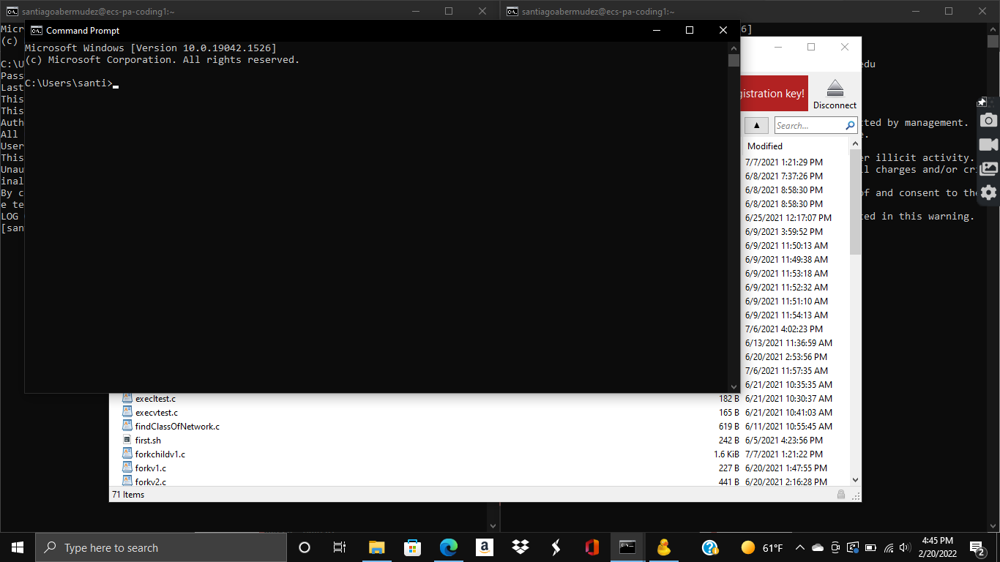 santiagoabermudez@ecs-pa-coding1:~
santiagoabermudez@ecs-pa-coding1:~
Micr
(c)
C:\U
Pass
Last
This
This
Auth
All
User
This
Unau
inal
By c
e te
LOG
[san
Command Prompt
Microsoft Windows [Version 10.0.19042.1526]
(c) Microsoft Corporation. All rights reserved.
C:\Users\santi>
6]
edu
tted by management.
e.
er illicit activity.
il charges and/or cri
of and consent to the
ted in this warning.
gistration key!
Disconnect
Search...
Modified
7/7/2021 1:21:29 PM
6/8/2021 7:37:26 PM
6/8/2021 8:58:30 PM
6/8/2021 8:58:30 PM
6/25/2021 12:17:07 PM
6/9/2021 3:59:52 PM
6/9/2021 11:50:13 AM
6/9/2021 11:49:38 AM
6/9/2021 11:53:18 AM
6/9/2021 11:52:32 AM
6/9/2021 11:51:10 AM
6/9/2021 11:54:13 AM
7/6/2021 4:02:23 PM
6/13/2021 11:36:59 AM
6/20/2021 2:53:56 PM
7/6/2021 11:57:35 AM
6/21/2021 10:35:35 AM
execltest.c 182 B 6/21/2021 10:30:37 AM
execvtest.c 165 B 6/21/2021 10:41:03 AM
findClassOfNetwork.c 619 B 6/11/2021 10:55:45 AM
first.sh 242 B 6/5/2021 4:23:56 PM
forkchildv1.c 1.6 KiB 7/7/2021 1:21:22 PM
forkv1.c 227 B 6/20/2021 1:47:55 PM
forkv2.c 441 B 6/20/2021 2:16:28 PM
71 Items
Type here to search
61°F
4:45 PM
2/20/2022
2